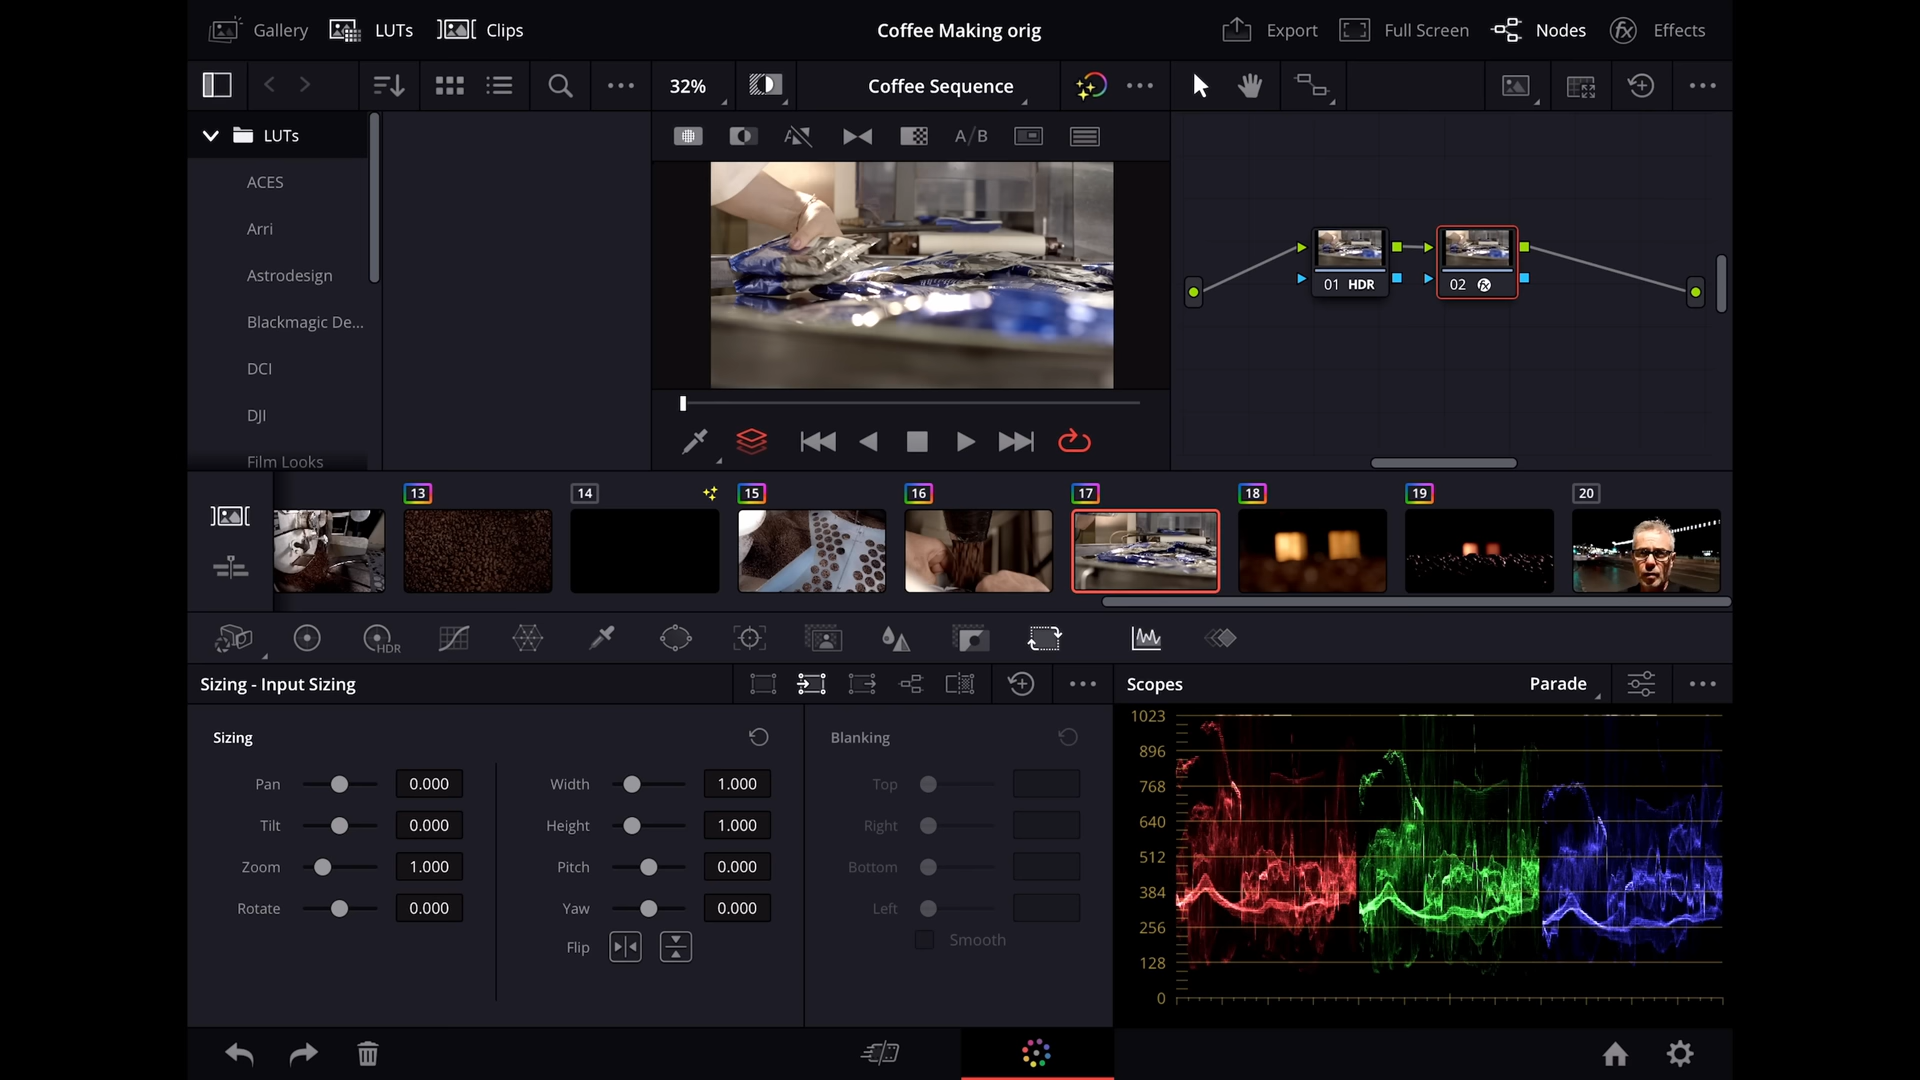 Gallery LUTs Clips Coffee Making orig Export Full Screen Nodes Effects
32% Coffee Sequence
LUTs
A/B
ACES
Arri
Astrodesign
Blackmagic De...
DCI
DJI
Film Looks
01 HDR 02 fx
13 14 15 16 17 18 19 20
HDR
Sizing - Input Sizing
Scopes Parade
Sizing
Pan 0.000
Tilt 0.000
Zoom 1.000
Rotate 0.000
Width 1.000
Height 1.000
Pitch 0.000
Yaw 0.000
Flip
Blanking
Top
Right
Bottom
Left
Smooth
1023
896
768
640
512
384
256
128
0